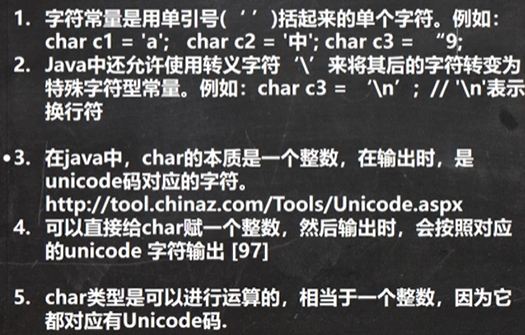 1. 字符常量是用单引号(‘’)括起来的单个字符。例如：
char c1 = 'a'; char c2 = '中'; char c3 = “9;
2. Java中还允许使用转义字符‘\’来将其后的字符转变为
特殊字符型常量。例如：char c3 = ‘\n’; // '\n'表示
换行符
•3. 在java中，char的本质是一个整数，在输出时，是
unicode码对应的字符。
http://tool.chinaz.com/Tools/Unicode.aspx
4. 可以直接给char赋一个整数，然后输出时，会按照对应
的unicode 字符输出 [97]
5. char类型是可以进行运算的，相当于一个整数，因为它
都对应有Unicode码.